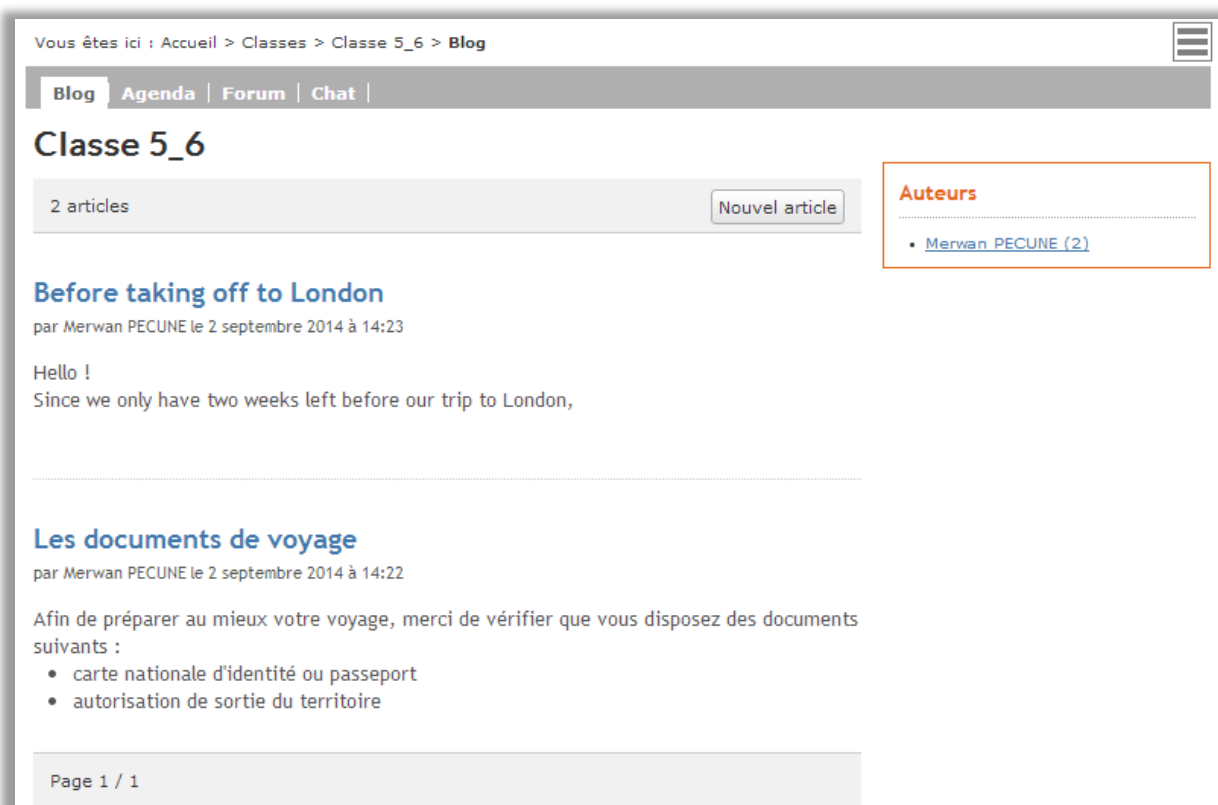 Vous êtes ici : Accueil > Classes > Classe 5_6 > Blog
Blog | Agenda | Forum | Chat |
Classe 5_6
2 articles
Nouvel article
Auteurs
• Merwan PECUNE (2)
Before taking off to London
par Merwan PECUNE le 2 septembre 2014 à 14:23
Hello !
Since we only have two weeks left before our trip to London,
Les documents de voyage
par Merwan PECUNE le 2 septembre 2014 à 14:22
Afin de préparer au mieux votre voyage, merci de vérifier que vous disposez des documents
suivants :
• carte nationale d'identité ou passeport
• autorisation de sortie du territoire
Page 1 / 1